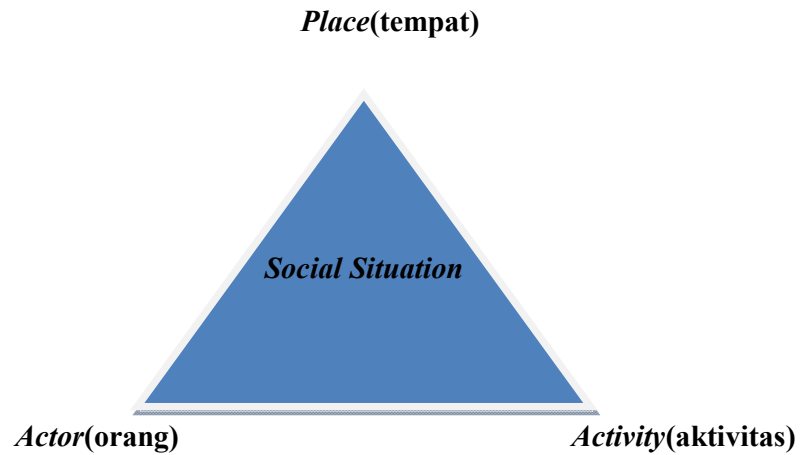 Place(tempat)
Social Situation
Actor(orang)
Activity(aktivitas)